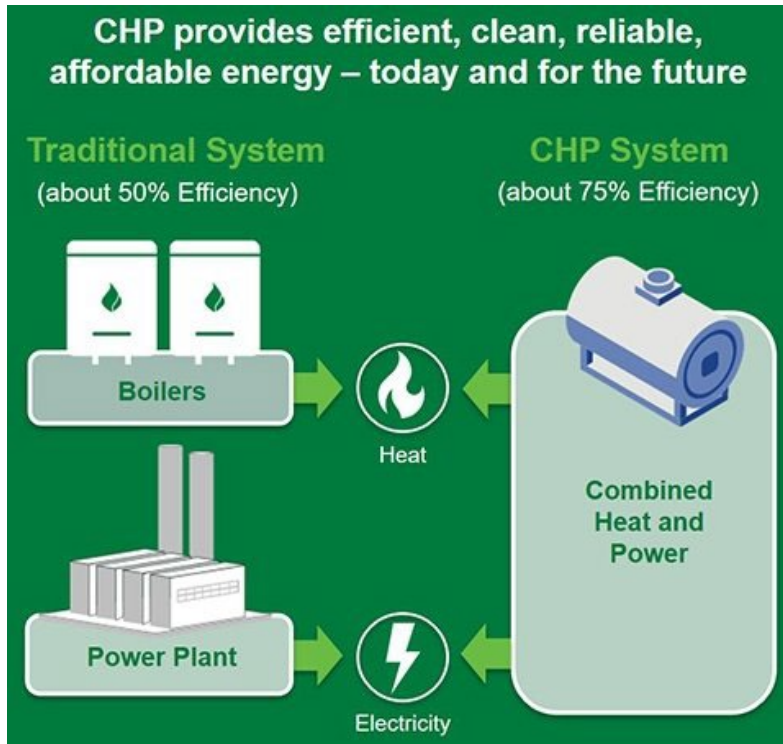 CHP provides efficient, clean, reliable,
affordable energy – today and for the future
Traditional System
(about 50% Efficiency)
CHP System
(about 75% Efficiency)
Boilers
Heat
Combined
Heat and
Power
Power Plant
Electricity